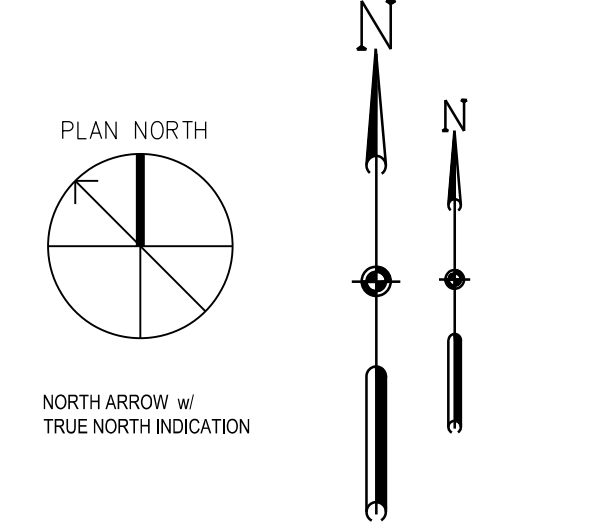 PLAN NORTH
NORTH ARROW w/
TRUE NORTH INDICATION
N
N